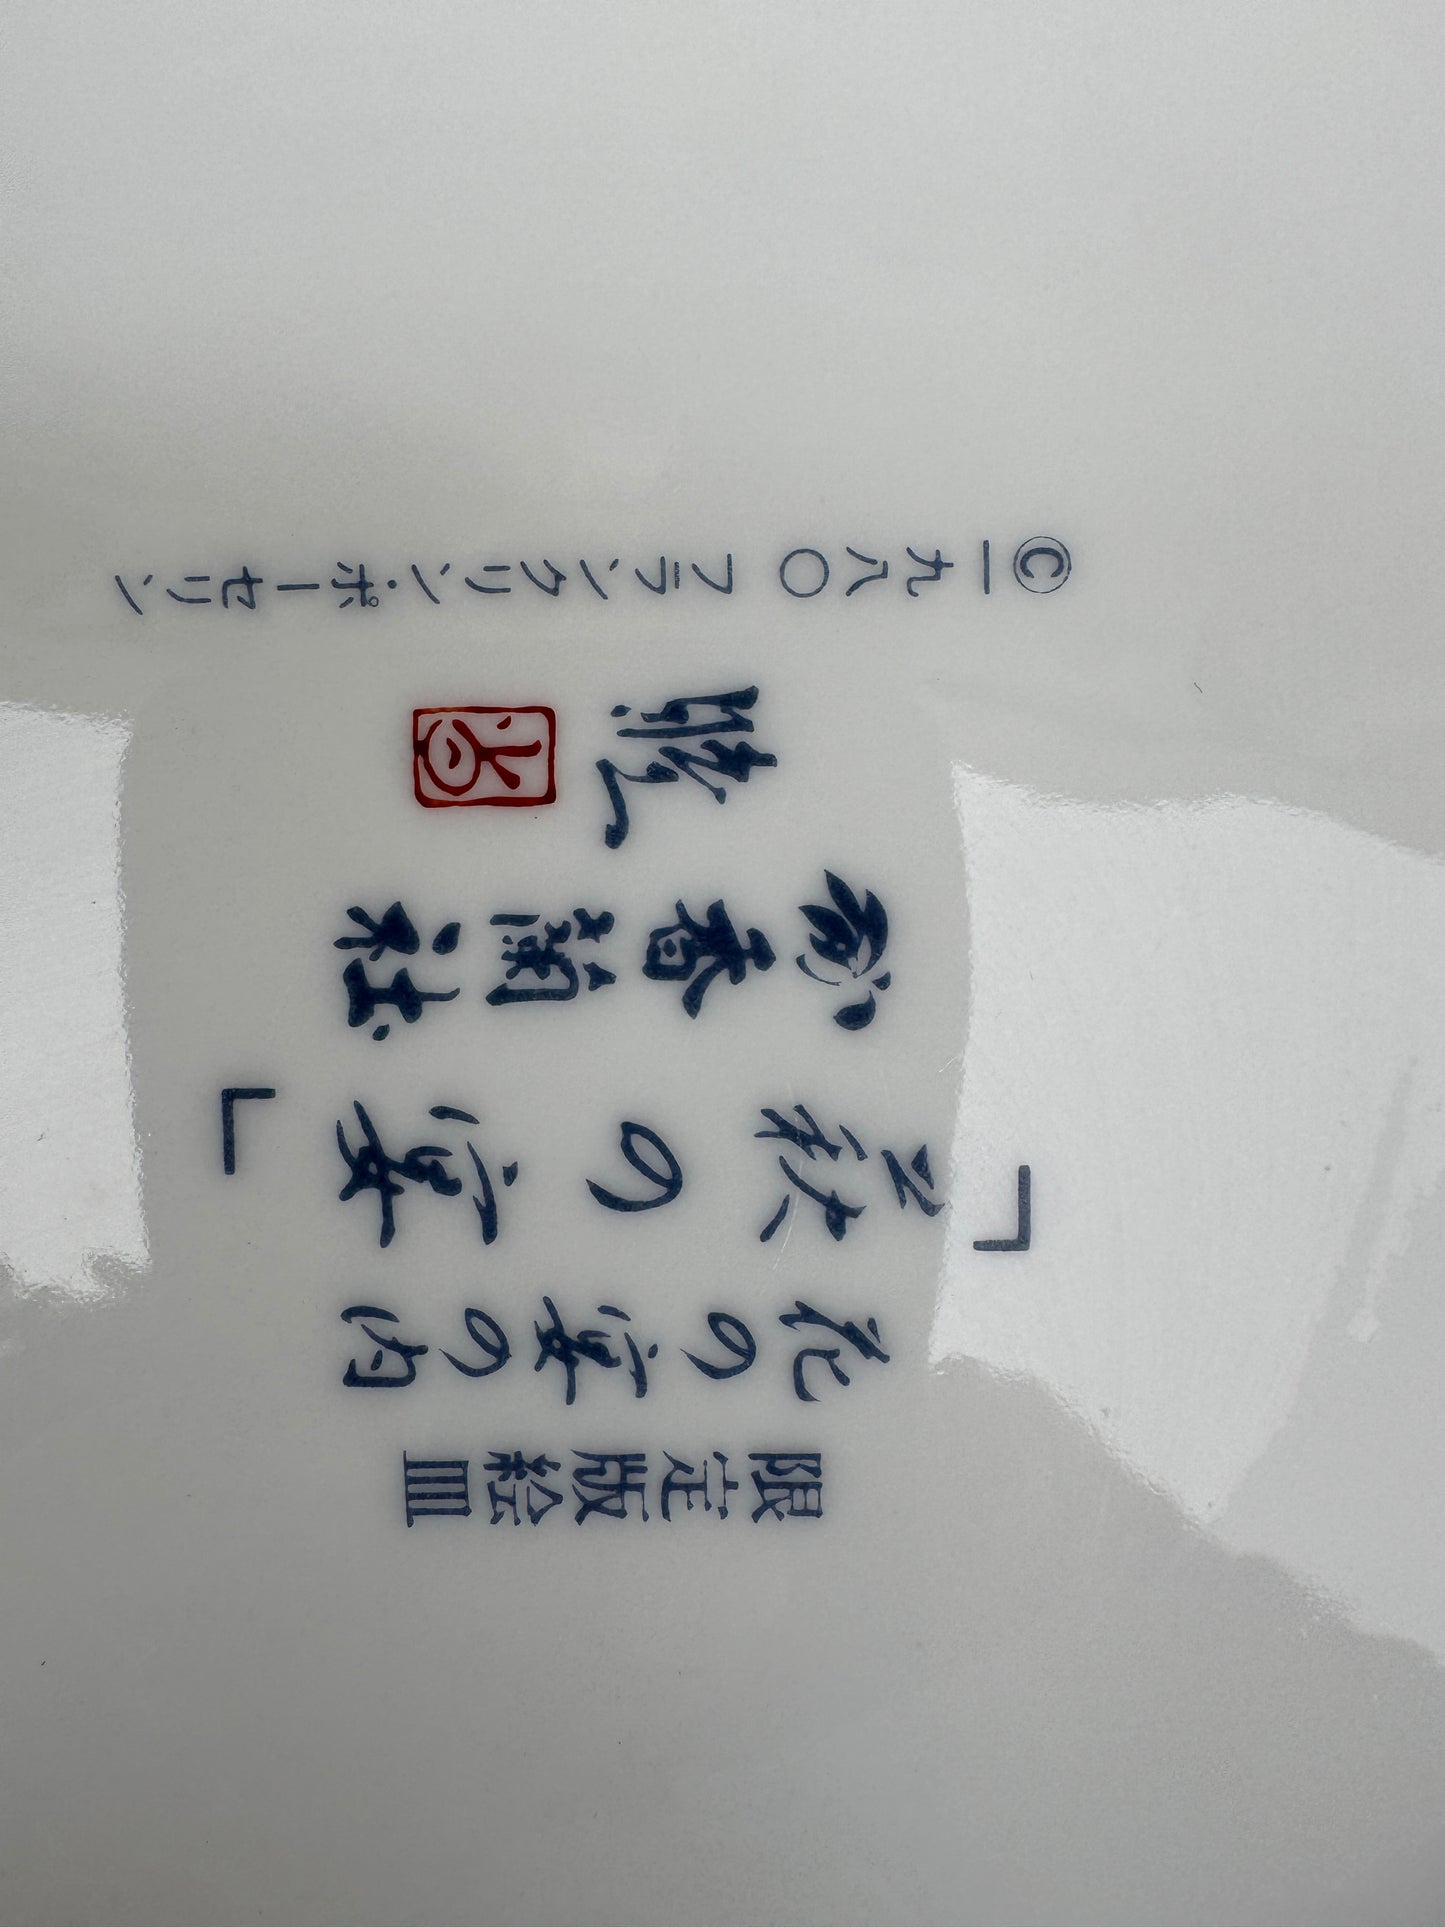 限定版絵皿
花の宴の内
「立秋の宴」
香蘭社
©一九八〇 フランクリン・ポーセリン